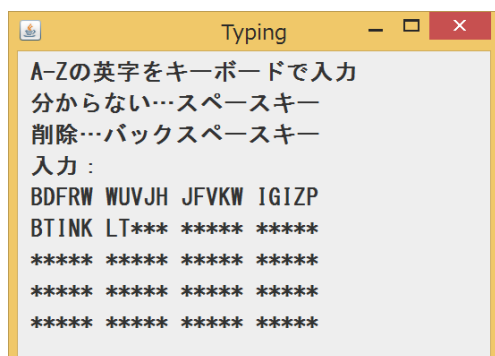 Typing
A-Zの英字をキーボードで入力
分からない…スペースキー
削除…バックスペースキー
入力：
BDFRW WUVJH JFVKW IGIZP
BTINK LT*** ***** *****
***** ***** ***** *****
***** ***** ***** *****
***** ***** ***** *****